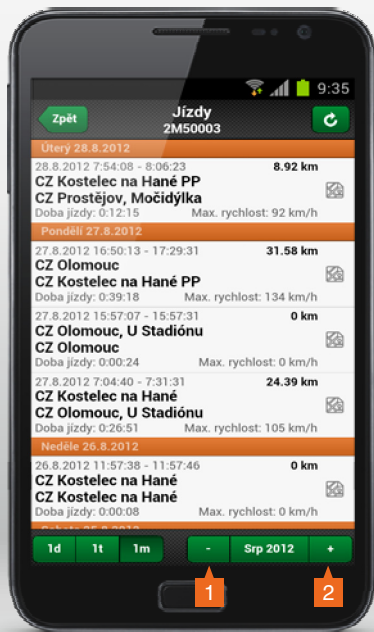 9:35
Zpět
Jízdy
2M50003
Úterý 28.8.2012
28.8.2012 7:54:08 - 8:06:23 8.92 km
CZ Kostelec na Hané PP
CZ Prostějov, Močidýlka
Doba jízdy: 0:12:15 Max. rychlost: 92 km/h
Pondělí 27.8.2012
27.8.2012 16:50:13 - 17:29:31 31.58 km
CZ Olomouc
CZ Kostelec na Hané PP
Doba jízdy: 0:39:18 Max. rychlost: 134 km/h
27.8.2012 15:57:07 - 15:57:31 0 km
CZ Olomouc, U Stadiónu
CZ Olomouc
Doba jízdy: 0:00:24 Max. rychlost: 0 km/h
27.8.2012 7:04:40 - 7:31:31 24.39 km
CZ Kostelec na Hané
CZ Olomouc, U Stadiónu
Doba jízdy: 0:26:51 Max. rychlost: 105 km/h
Neděle 26.8.2012
26.8.2012 11:57:38 - 11:57:46 0 km
CZ Kostelec na Hané
CZ Kostelec na Hané
Doba jízdy: 0:00:08 Max. rychlost: 0 km/h
Sobota 25.8.2012
1d 1t 1m - Srp 2012 +
1 2